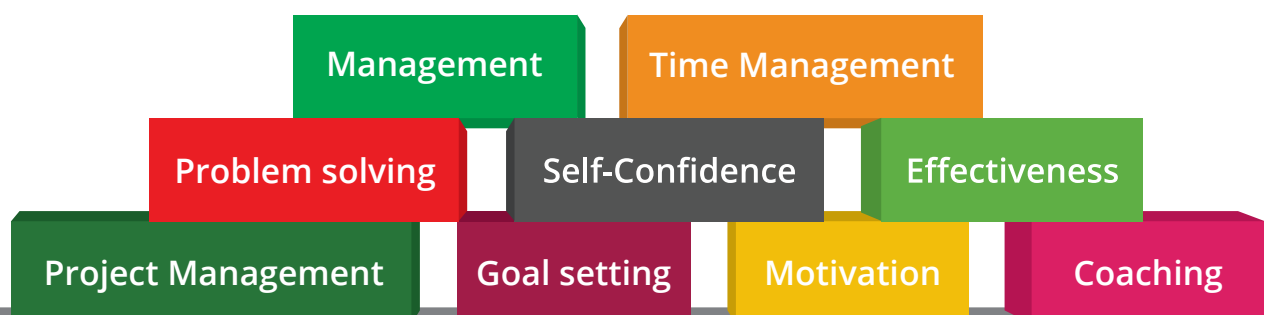 Management
Time Management
Problem solving
Self-Confidence
Effectiveness
Project Management
Goal setting
Motivation
Coaching